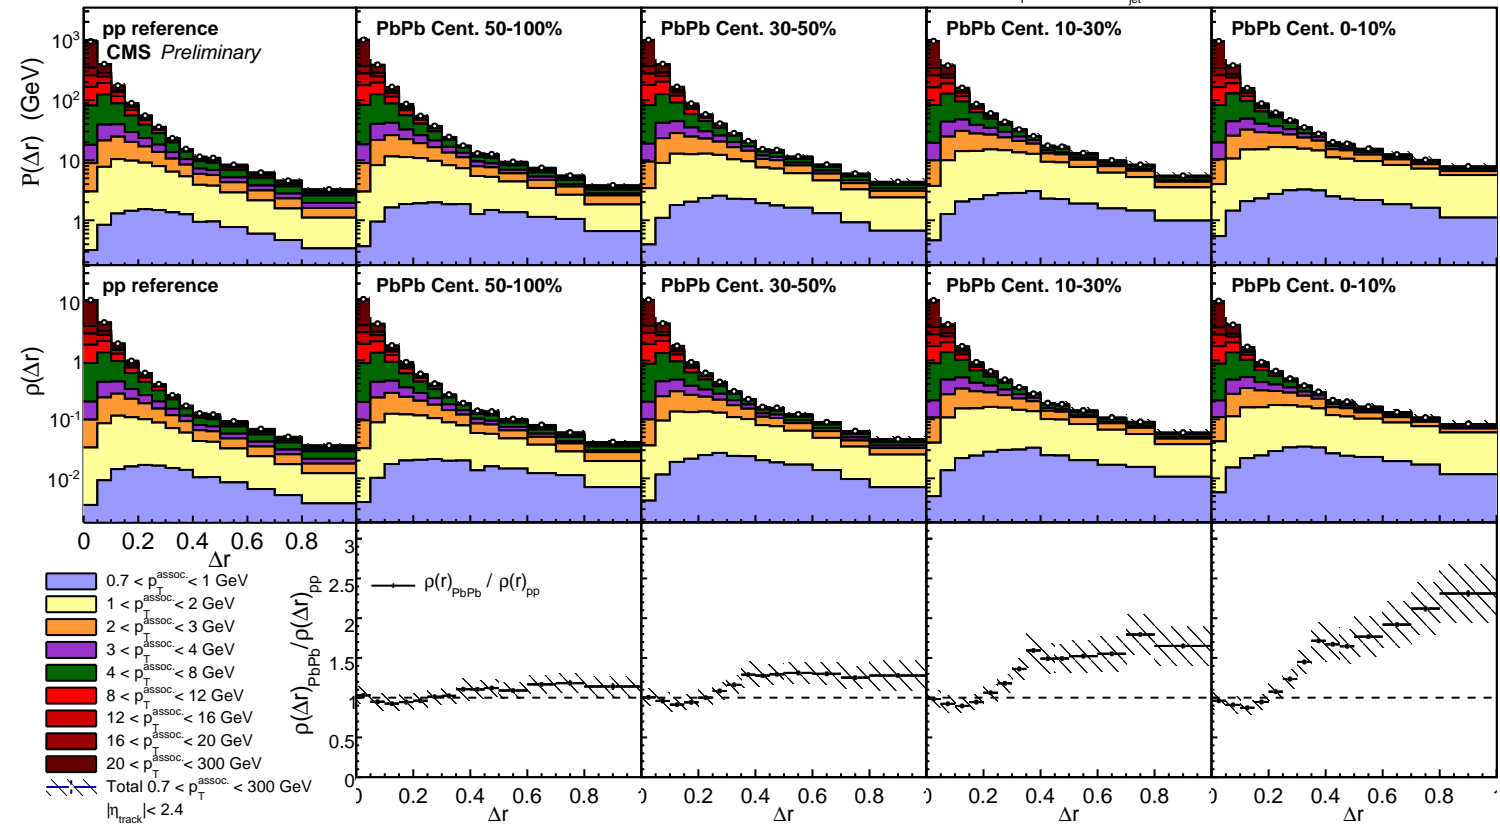 pp reference
CMS Preliminary
PbPb Cent. 50-100%
PbPb Cent. 30-50%
PbPb Cent. 10-30%
PbPb Cent. 0-10%
jet
P(Δr) (GeV)
10³
10²
10
1
pp reference
PbPb Cent. 50-100%
PbPb Cent. 30-50%
PbPb Cent. 10-30%
PbPb Cent. 0-10%
ρ(Δr)
10
1
10⁻¹
10⁻²
0 0.2 0.4 0.6 0.8
Δr
0.7 < p_T^assoc. < 1 GeV
1 < p_T^assoc. < 2 GeV
2 < p_T^assoc. < 3 GeV
3 < p_T^assoc. < 4 GeV
4 < p_T^assoc. < 8 GeV
8 < p_T^assoc. < 12 GeV
12 < p_T^assoc. < 16 GeV
16 < p_T^assoc. < 20 GeV
20 < p_T^assoc. < 300 GeV
Total 0.7 < p_T^assoc. < 300 GeV
|η_track| < 2.4
ρ(Δr)_PbPb / ρ(Δr)_pp
3
2.5
2
1.5
1
0.5
0
ρ(r)_PbPb / ρ(r)_pp
0.2 0.4 0.6 0.8
Δr
0.2 0.4 0.6 0.8
Δr
0.2 0.4 0.6 0.8
Δr
0.2 0.4 0.6 0.8 1
Δr